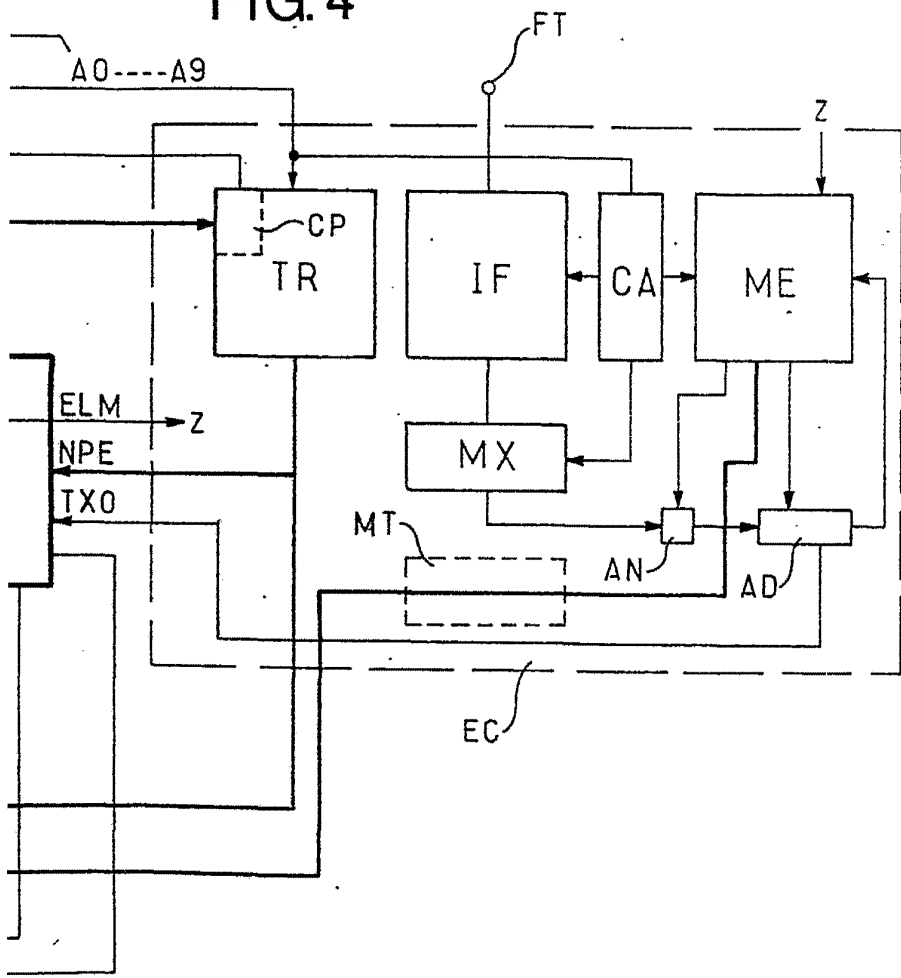 FIG. 4
FT
A0----A9
Z
CP
TR
IF
CA
ME
ELM
Z
NPE
MX
TXO
MT
AN
AD
EC